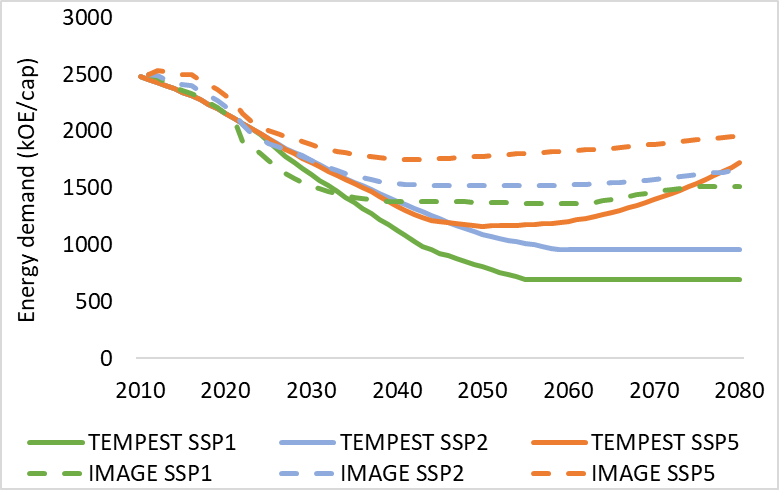 Energy demand (kOE/cap)
3000
2500
2000
1500
1000
500
0
2010 2020 2030 2040 2050 2060 2070 2080
TEMPEST SSP1 TEMPEST SSP2 TEMPEST SSP5
IMAGE SSP1 IMAGE SSP2 IMAGE SSP5